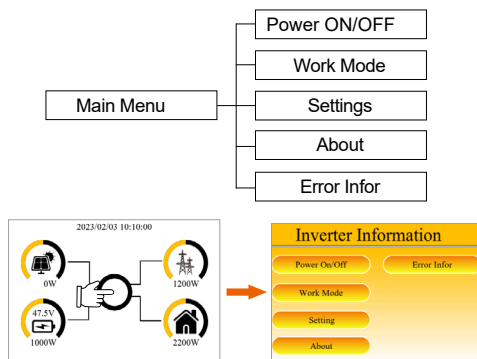 Power ON/OFF
Work Mode
Main Menu
Settings
About
Error Infor
2023/02/03 10:10:00
0W
1200W
47.5V
1000W
2200W
Inverter Information
Power On/Off
Error Infor
Work Mode
Setting
About